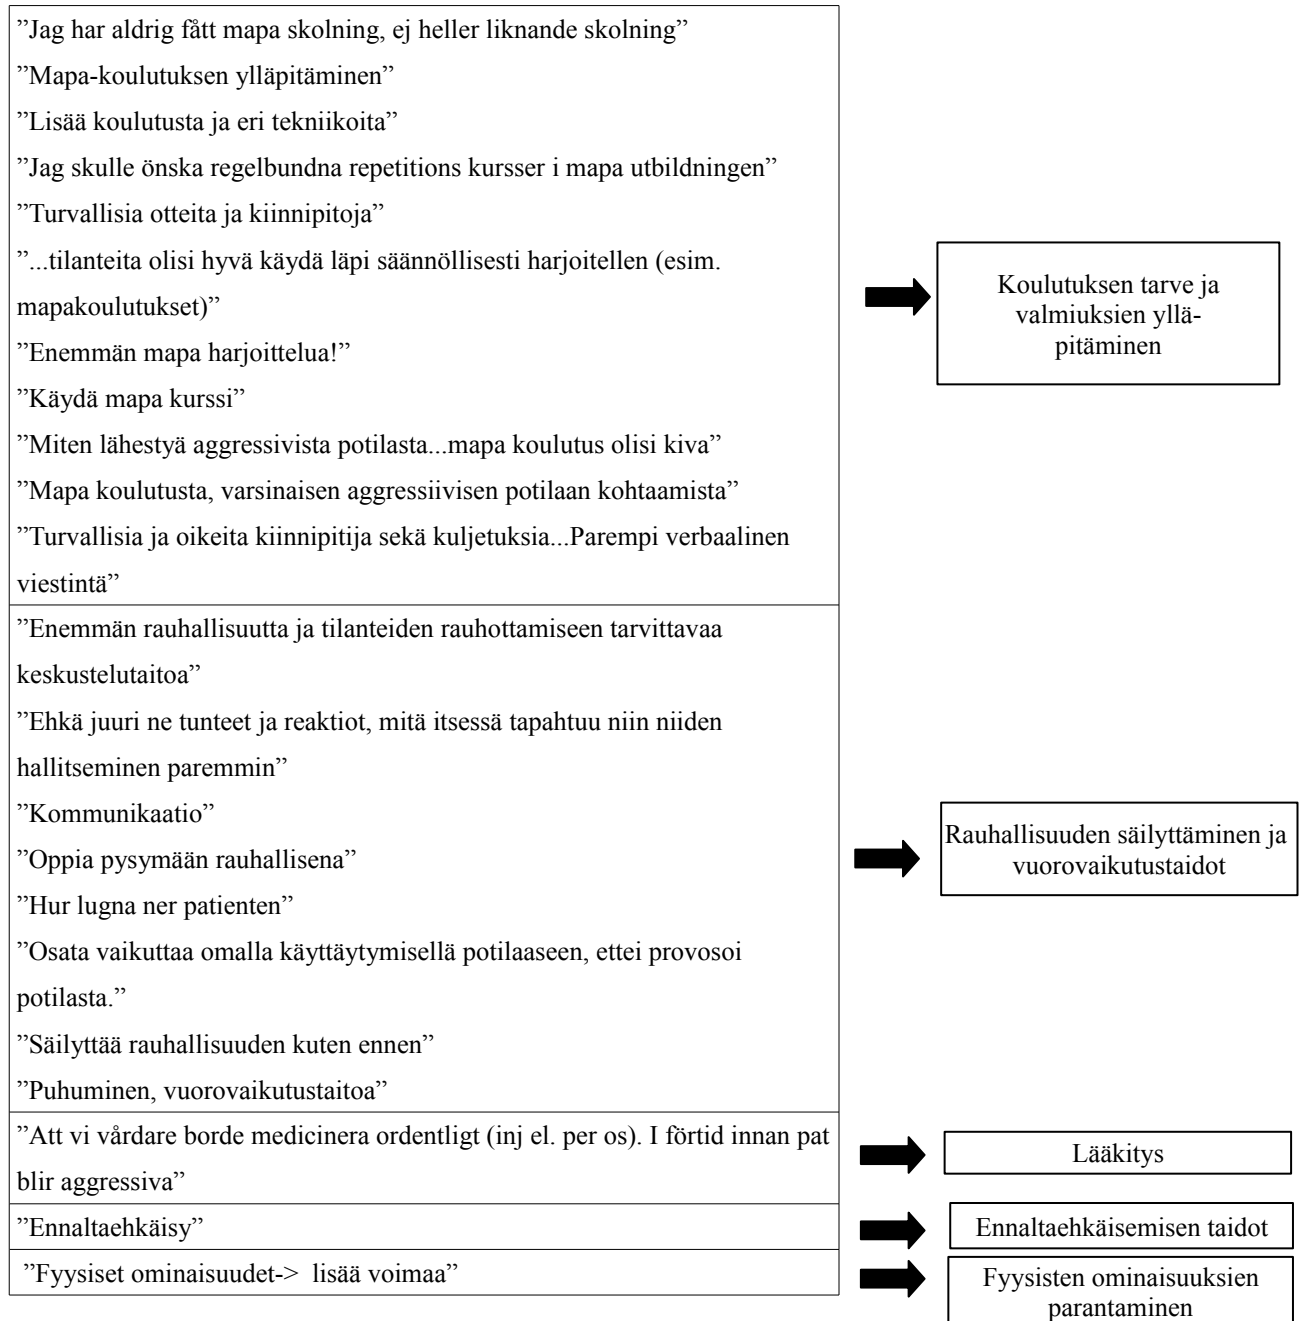 ”Jag har aldrig fått mapa skolning, ej heller liknande skolning”
”Mapa-koulutuksen ylläpitäminen”
”Lisää koulutusta ja eri tekniikoita”
”Jag skulle önska regelbundna repetitions kursser i mapa utbildningen”
”Turvallisia otteita ja kiinnipitoja”
”...tilanteita olisi hyvä käydä läpi säännöllisesti harjoitellen (esim.
mapakoulutukset)”
”Enemmän mapa harjoittelua!”
”Käydä mapa kurssi”
”Miten lähestyä aggressivista potilasta...mapa koulutus olisi kiva”
”Mapa koulutusta, varsinaisen aggressiivisen potilaan kohtaamista”
”Turvallisia ja oikeita kiinnipitija sekä kuljetuksia...Parempi verbaalinen
viestintä”
Koulutuksen tarve ja
valmiuksien yllä-
pitäminen
”Enemmän rauhallisuutta ja tilanteiden rauhottamiseen tarvittavaa
keskustelutaitoa”
”Ehkä juuri ne tunteet ja reaktiot, mitä itsessä tapahtuu niin niiden
hallitseminen paremmin”
”Kommunikaatio”
”Oppia pysymään rauhallisena”
”Hur lugna ner patienten”
”Osata vaikuttaa omalla käyttäytymisellä potilaaseen, ettei provosoi
potilasta.”
”Säilyttää rauhallisuuden kuten ennen”
”Puhuminen, vuorovaikutustaitoa”
Rauhallisuuden säilyttäminen ja
vuorovaikutustaidot
”Att vi vårdare borde medicinera ordentligt (inj el. per os). I förtid innan pat
blir aggressiva”
Lääkitys
”Ennaltaehkäisy”
Ennaltaehkäisemisen taidot
”Fyysiset ominaisuudet-> lisää voimaa”
Fyysisten ominaisuuksien
parantaminen